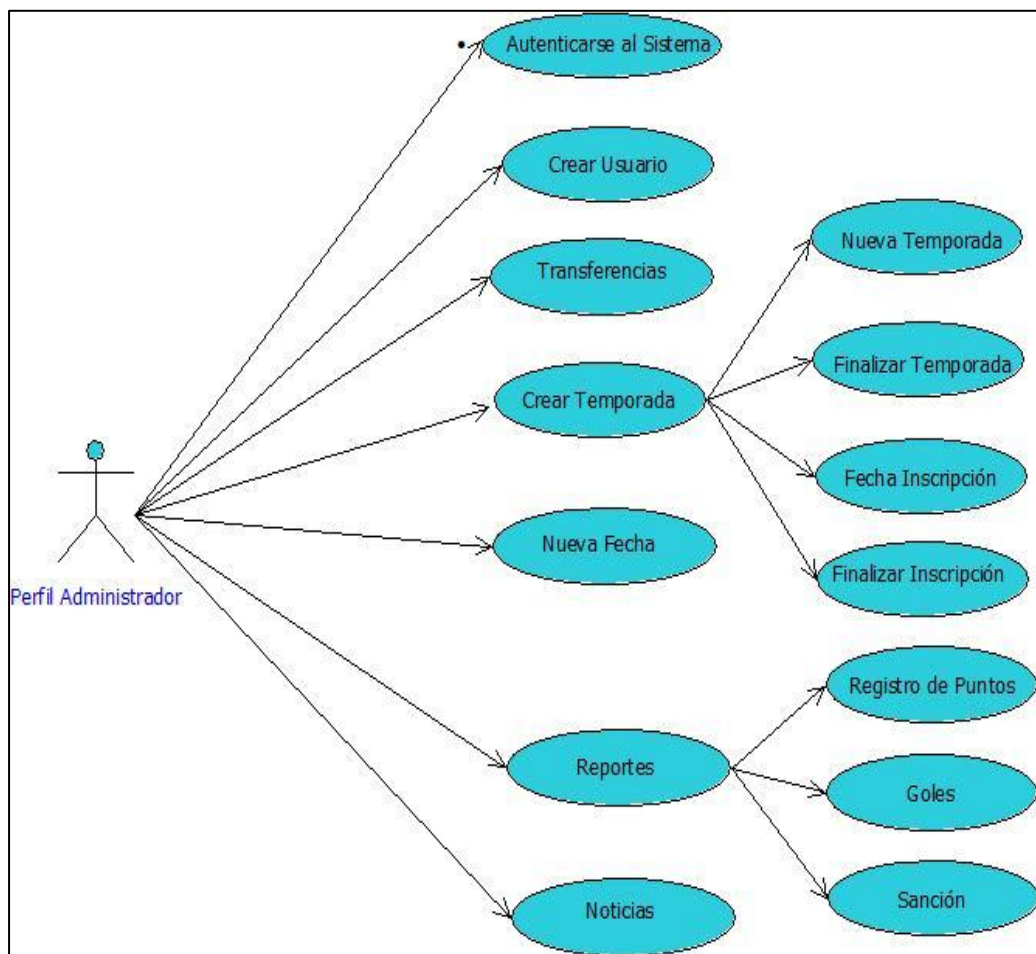 Autenticarse al Sistema
Crear Usuario
Nueva Temporada
Transferencias
Finalizar Temporada
Crear Temporada
Fecha Inscripción
Nueva Fecha
Finalizar Inscripción
Perfil Administrador
Registro de Puntos
Reportes
Goles
Sanción
Noticias